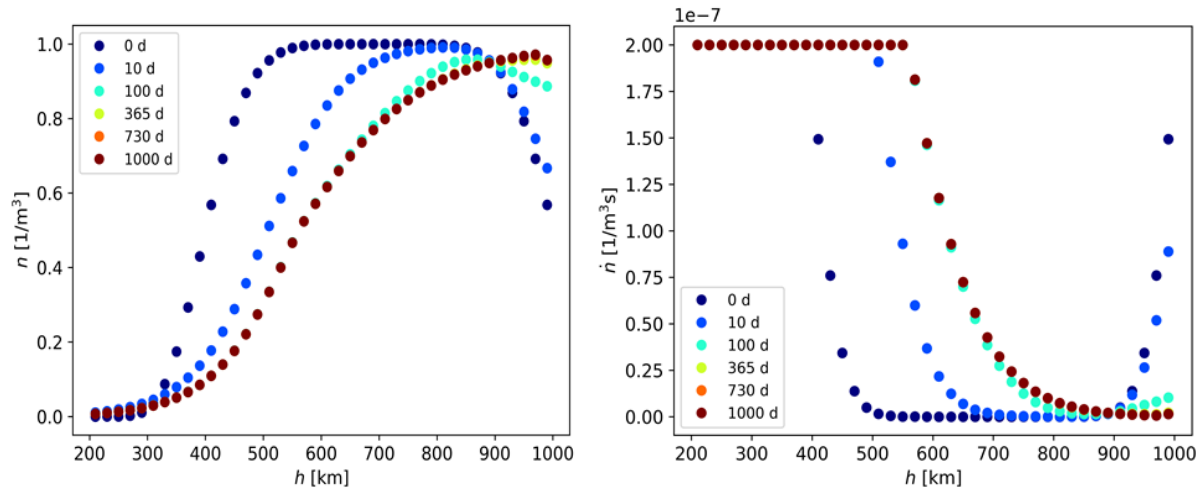 1.0
0.8
0.6
0.4
0.2
0.0
n [1/m³]
0 d
10 d
100 d
365 d
730 d
1000 d
200 300 400 500 600 700 800 900 1000
h [km]
1e−7
2.00
1.75
1.50
1.25
1.00
0.75
0.50
0.25
0.00
ṅ [1/m³s]
0 d
10 d
100 d
365 d
730 d
1000 d
200 300 400 500 600 700 800 900 1000
h [km]